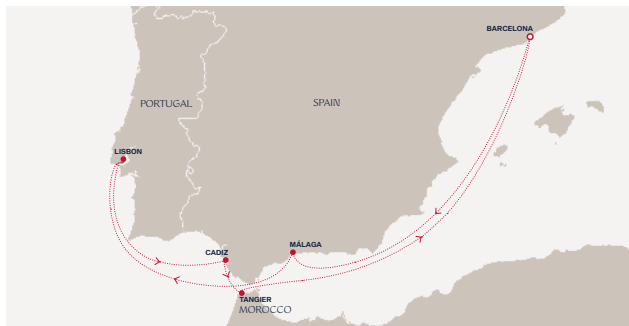 BARCELONA
PORTUGAL
SPAIN
LISBON
MÁLAGA
CADIZ
TANGIER
MOROCCO